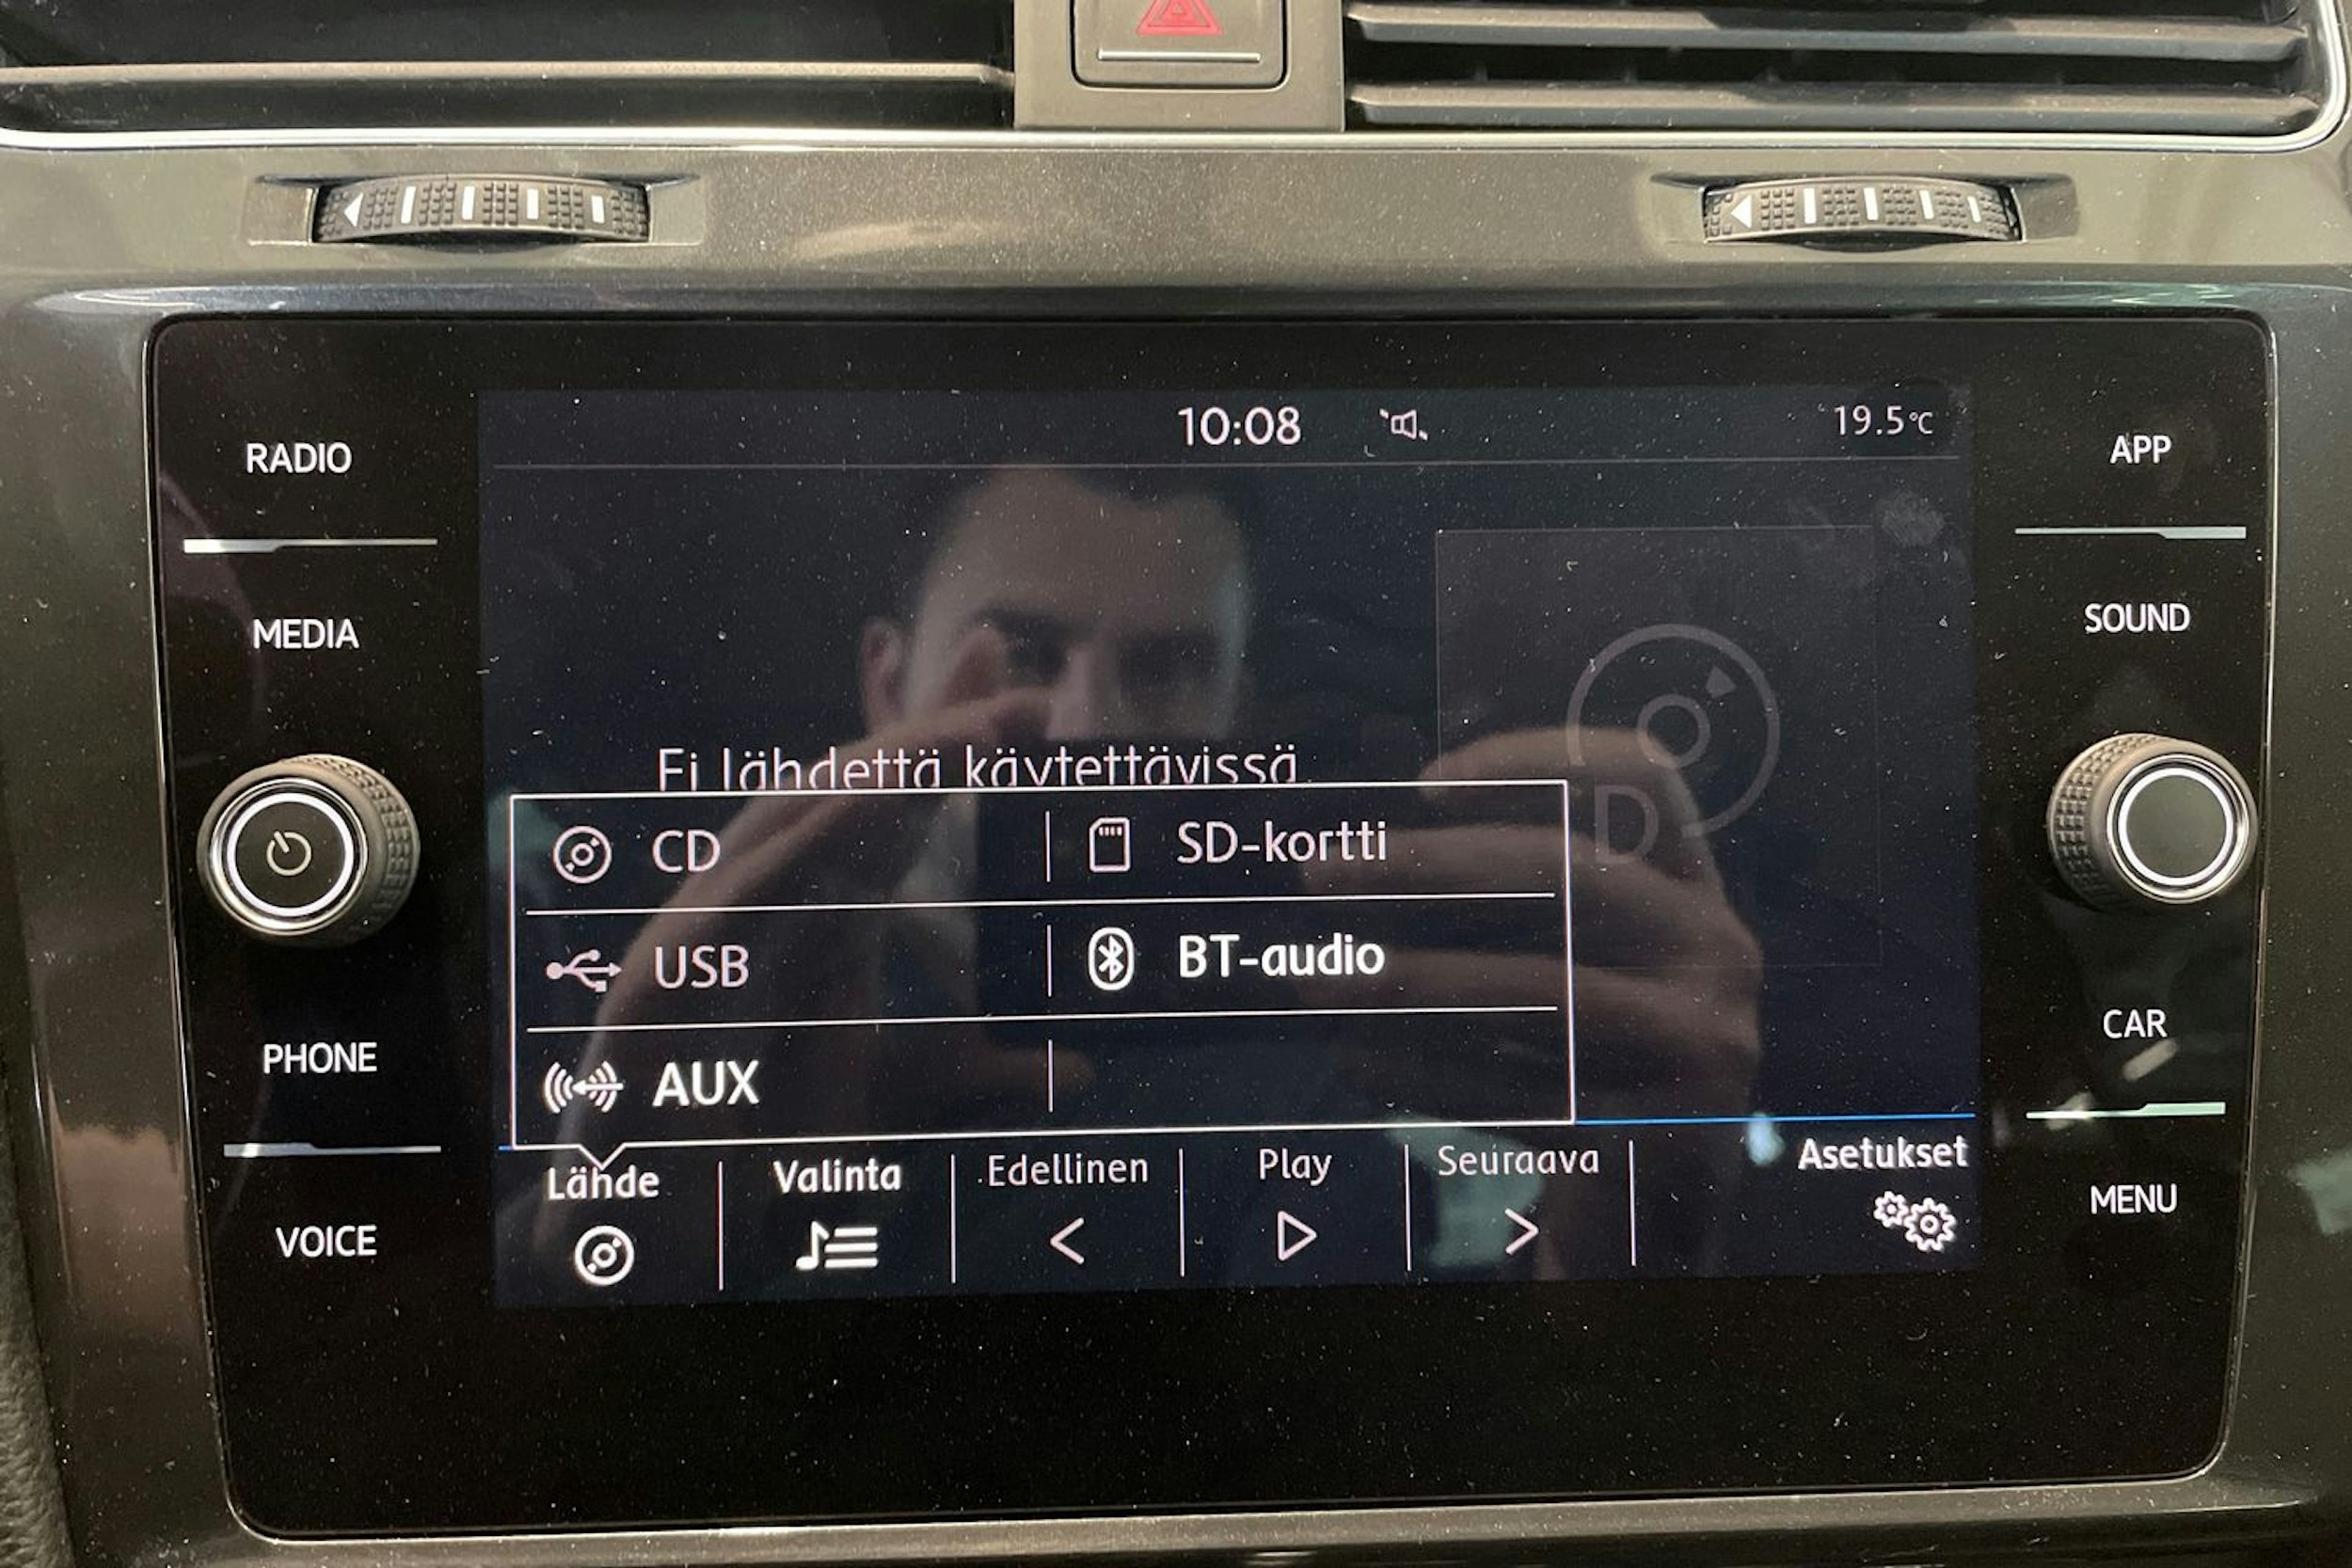 10:08
19.5°C
RADIO
APP
MEDIA
SOUND
Ei lähdettä käytettävissä
CD
SD-kortti
USB
BT-audio
AUX
PHONE
CAR
Lähde
Valinta
Edellinen
Play
Seuraava
Asetukset
VOICE
MENU